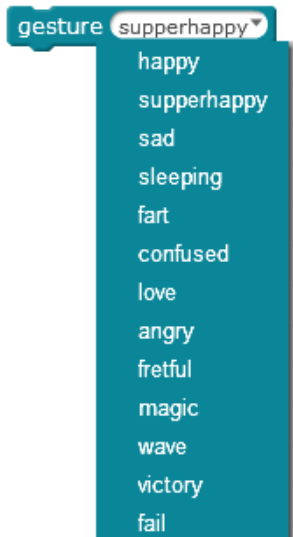 gesture supperhappy
happy
supperhappy
sad
sleeping
fart
confused
love
angry
fretful
magic
wave
victory
fail